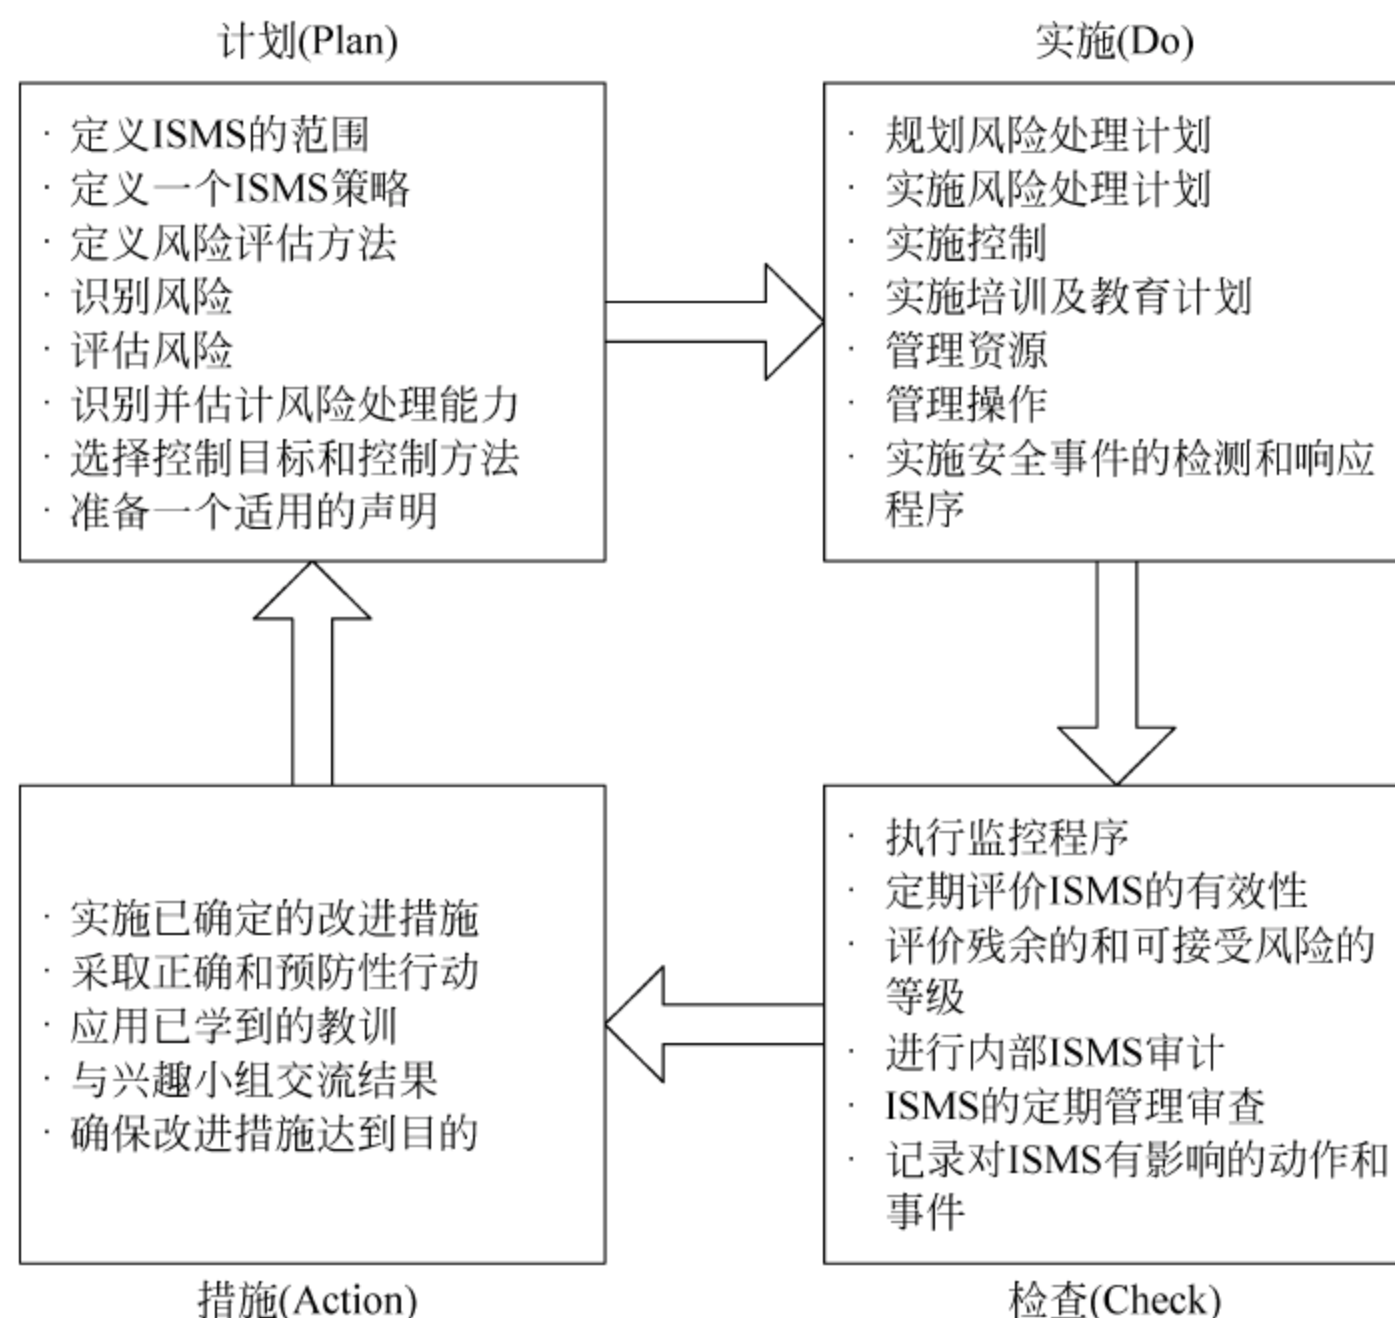 计划(Plan)
· 定义ISMS的范围
· 定义一个ISMS策略
· 定义风险评估方法
· 识别风险
· 评估风险
· 识别并估计风险处理能力
· 选择控制目标和控制方法
· 准备一个适用的声明
实施(Do)
· 规划风险处理计划
· 实施风险处理计划
· 实施控制
· 实施培训及教育计划
· 管理资源
· 管理操作
· 实施安全事件的检测和响应
程序
· 执行监控程序
· 定期评价ISMS的有效性
· 评价残余的和可接受风险的
等级
· 进行内部ISMS审计
· ISMS的定期管理审查
· 记录对ISMS有影响的动作和
事件
检查(Check)
· 实施已确定的改进措施
· 采取正确和预防性行动
· 应用已学到的教训
· 与兴趣小组交流结果
· 确保改进措施达到目的
措施(Action)